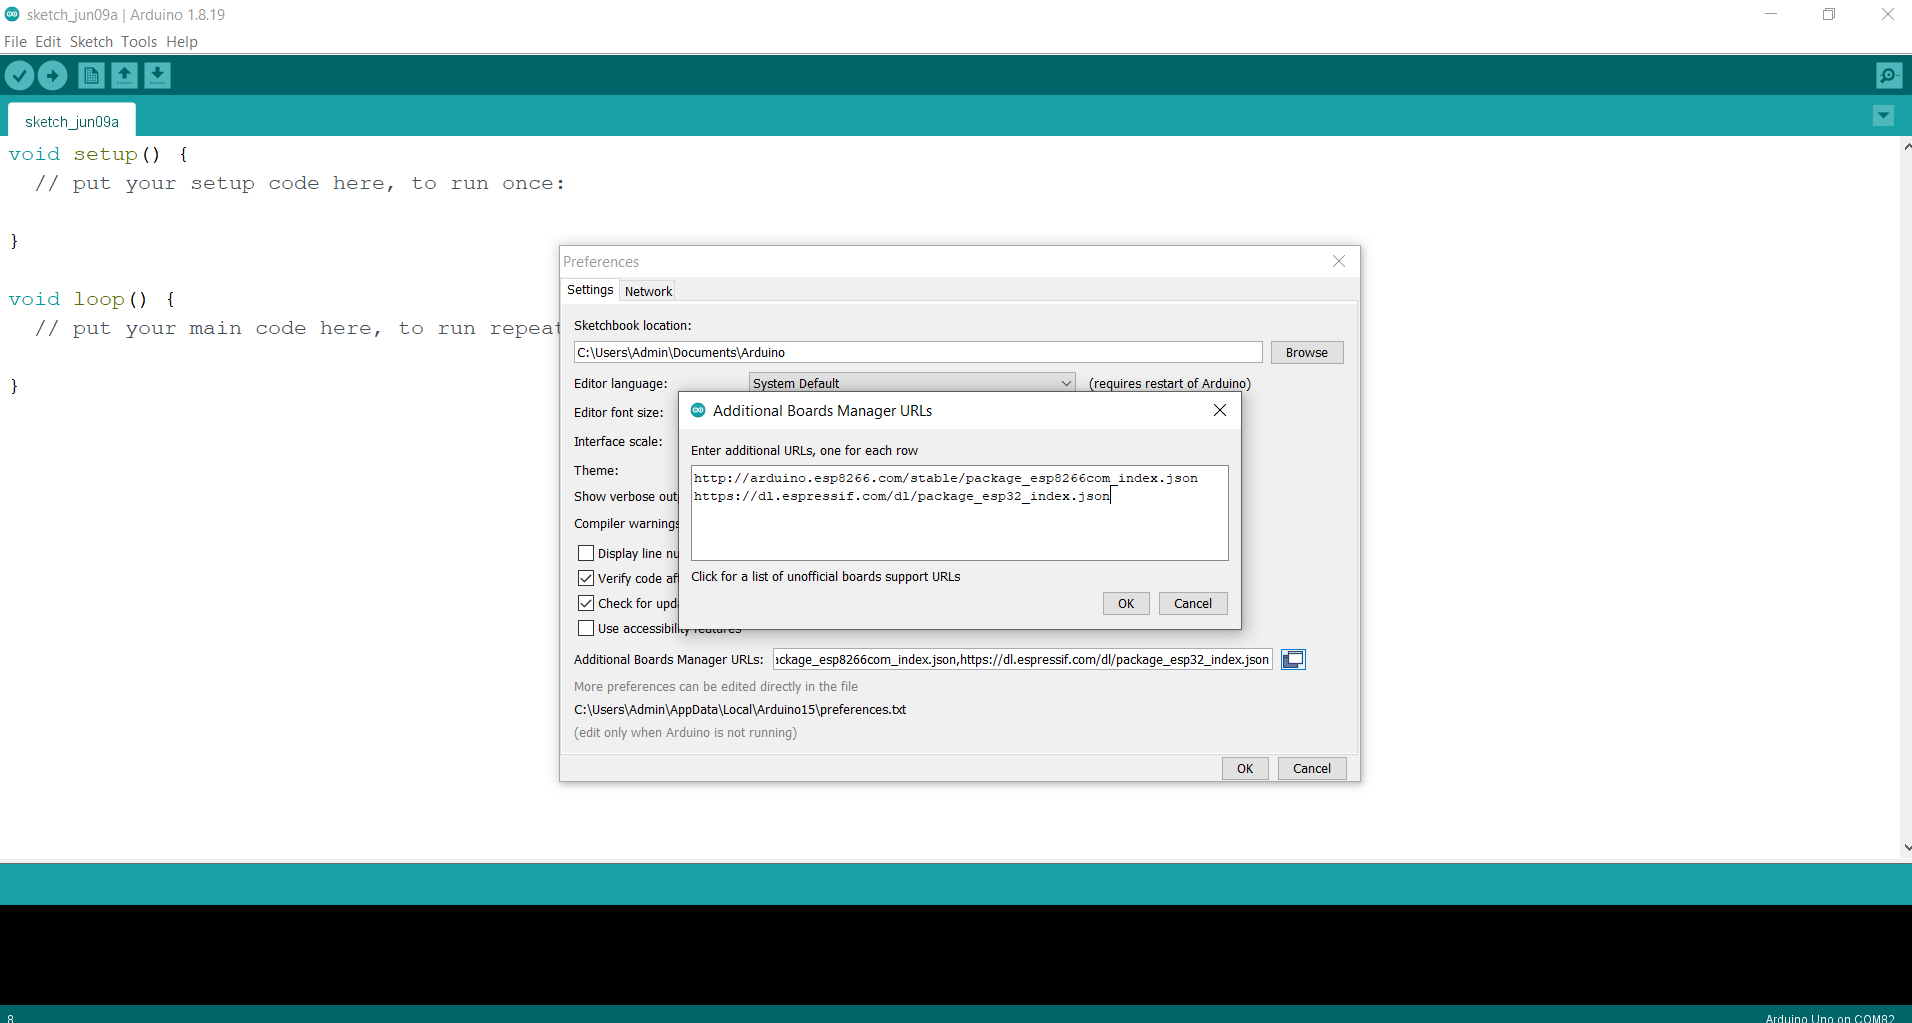 sketch_jun09a | Arduino 1.8.19
File Edit Sketch Tools Help
sketch_jun09a
void setup() {
// put your setup code here, to run once:
}
void loop() {
// put your main code here, to run repeat
}
Preferences
Settings Network
Sketchbook location:
C:\Users\Admin\Documents\Arduino Browse
Editor language: System Default (requires restart of Arduino)
Editor font size:
Interface scale:
Theme:
Show verbose out
Compiler warnings
Display line nu
Verify code aft
Check for upda
Use accessibility features
Additional Boards Manager URLs
Enter additional URLs, one for each row
http://arduino.esp8266.com/stable/package_esp8266com_index.json
https://dl.espressif.com/dl/package_esp32_index.json
Click for a list of unofficial boards support URLs
OK Cancel
Additional Boards Manager URLs: ackage_esp8266com_index.json,https://dl.espressif.com/dl/package_esp32_index.json
More preferences can be edited directly in the file
C:\Users\Admin\AppData\Local\Arduino15\preferences.txt
(edit only when Arduino is not running)
OK Cancel
8 Arduino Uno on COM82